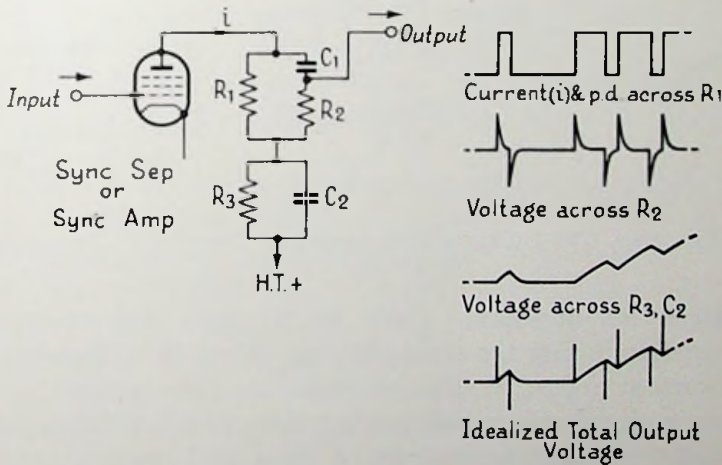 i
Output
C1
R1
R2
Input
Sync Sep
or
Sync Amp
R3
C2
H.T. +
Current(i) & p.d. across R1
Voltage across R2
Voltage across R3, C2
Idealized Total Output
Voltage